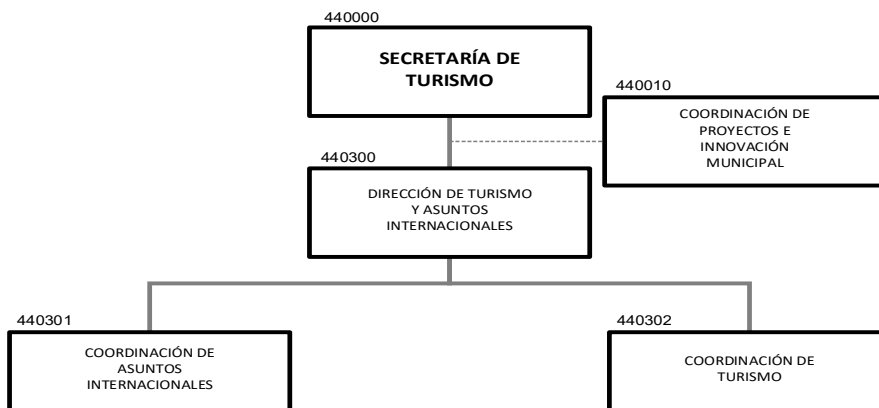 440000
SECRETARÍA DE
TURISMO
440010
COORDINACIÓN DE
PROYECTOS E
INNOVACIÓN
MUNICIPAL
440300
DIRECCIÓN DE TURISMO
Y ASUNTOS
INTERNACIONALES
440301
COORDINACIÓN DE
ASUNTOS
INTERNACIONALES
440302
COORDINACIÓN DE
TURISMO